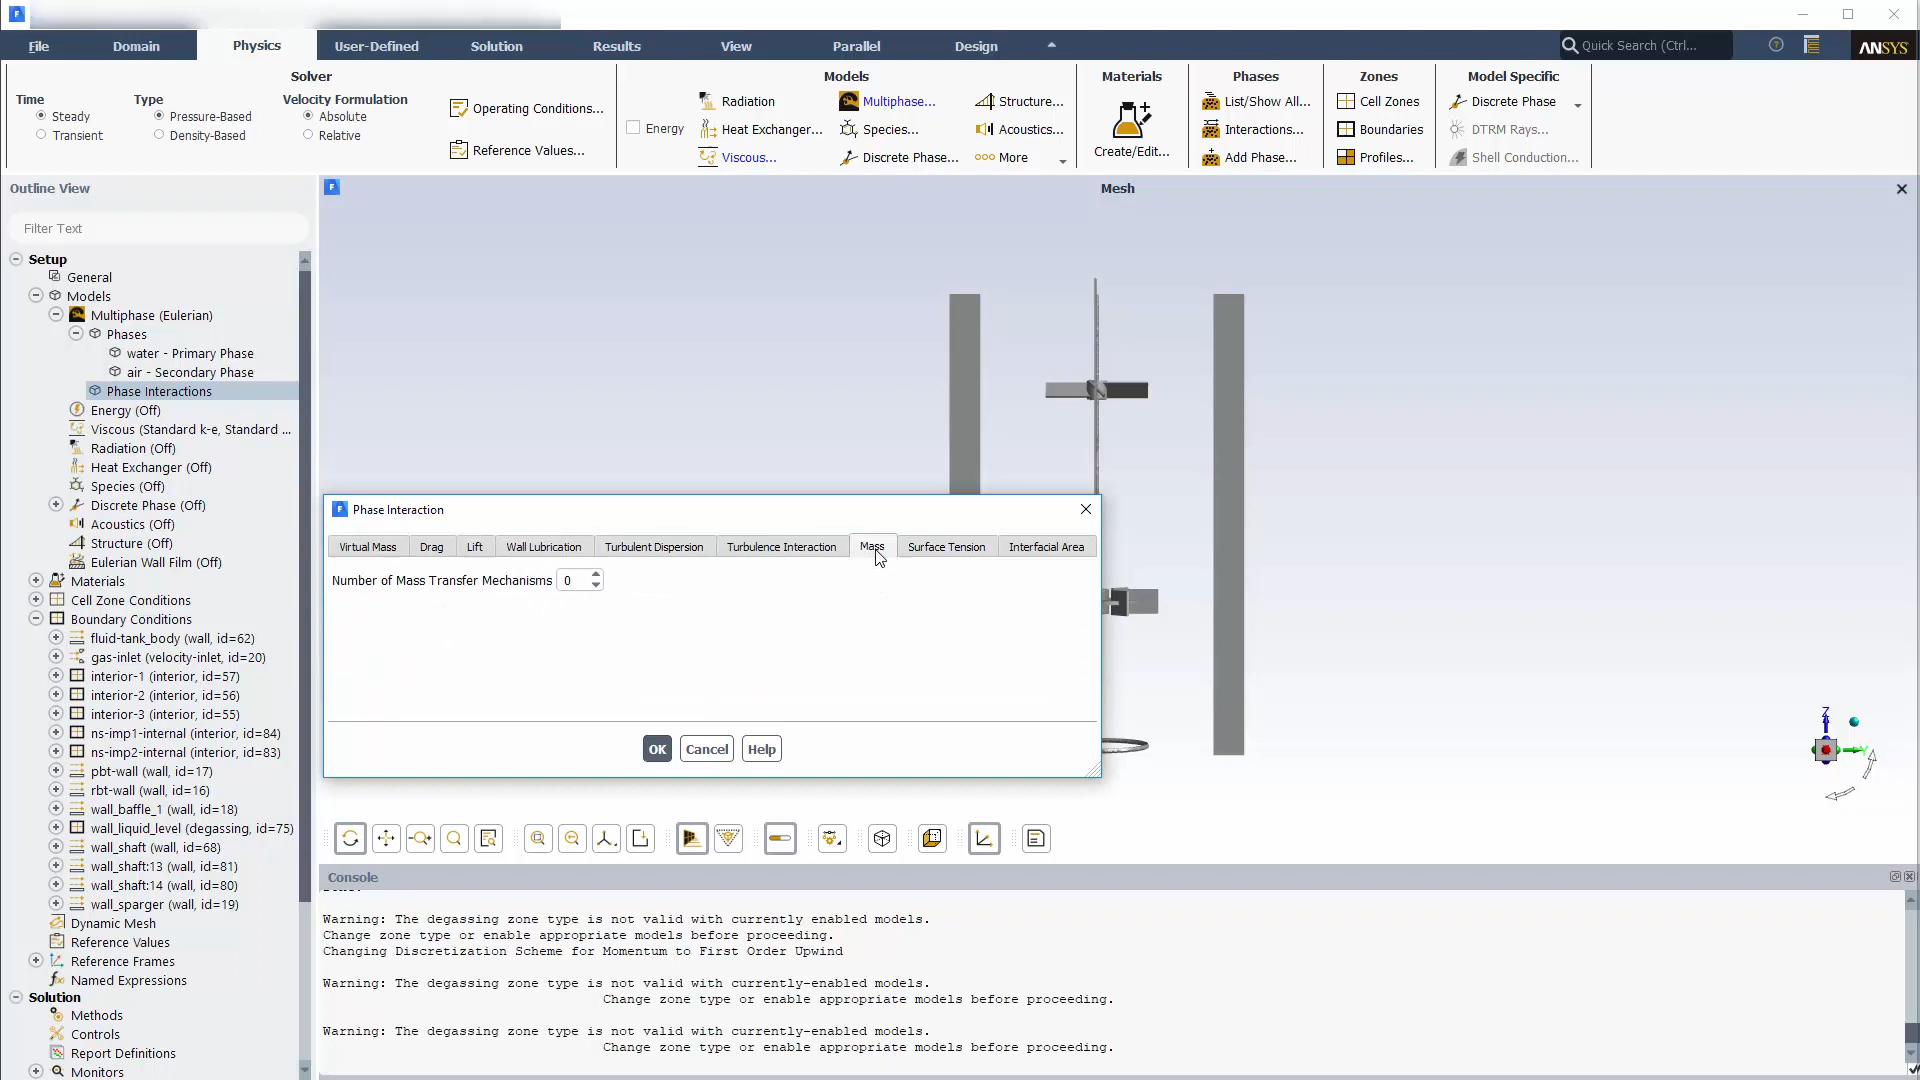 File
Domain
Physics
User-Defined
Solution
Results
View
Parallel
Design
Quick Search (Ctrl...
ANSYS
Solver
Time
Steady
Transient
Type
Pressure-Based
Density-Based
Velocity Formulation
Absolute
Relative
Operating Conditions...
Reference Values...
Models
Energy
Radiation
Heat Exchanger...
Viscous...
Multiphase...
Species...
Discrete Phase...
Structure...
Acoustics...
More
Materials
Create/Edit...
Phases
List/Show All...
Interactions...
Add Phase...
Zones
Cell Zones
Boundaries
Profiles...
Model Specific
Discrete Phase
DTRM Rays...
Shell Conduction...
Outline View
Filter Text
Setup
General
Models
Multiphase (Eulerian)
Phases
water - Primary Phase
air - Secondary Phase
Phase Interactions
Energy (Off)
Viscous (Standard k-e, Standard ...
Radiation (Off)
Heat Exchanger (Off)
Species (Off)
Discrete Phase (Off)
Acoustics (Off)
Structure (Off)
Eulerian Wall Film (Off)
Materials
Cell Zone Conditions
Boundary Conditions
fluid-tank_body (wall, id=62)
gas-inlet (velocity-inlet, id=20)
interior-1 (interior, id=57)
interior-2 (interior, id=56)
interior-3 (interior, id=55)
ns-imp1-internal (interior, id=84)
ns-imp2-internal (interior, id=83)
pbt-wall (wall, id=17)
rbt-wall (wall, id=16)
wall_baffle_1 (wall, id=18)
wall_liquid_level (degassing, id=75)
wall_shaft (wall, id=68)
wall_shaft:13 (wall, id=81)
wall_shaft:14 (wall, id=80)
wall_sparger (wall, id=19)
Dynamic Mesh
Reference Values
Reference Frames
Named Expressions
Solution
Methods
Controls
Report Definitions
Monitors
Mesh
Z
Y
Phase Interaction
Virtual Mass
Drag
Lift
Wall Lubrication
Turbulent Dispersion
Turbulence Interaction
Mass
Surface Tension
Interfacial Area
Number of Mass Transfer Mechanisms 0
OK
Cancel
Help
Console
Warning: The degassing zone type is not valid with currently enabled models.
Change zone type or enable appropriate models before proceeding.
Changing Discretization Scheme for Momentum to First Order Upwind
Warning: The degassing zone type is not valid with currently-enabled models.
Change zone type or enable appropriate models before proceeding.
Warning: The degassing zone type is not valid with currently-enabled models.
Change zone type or enable appropriate models before proceeding.